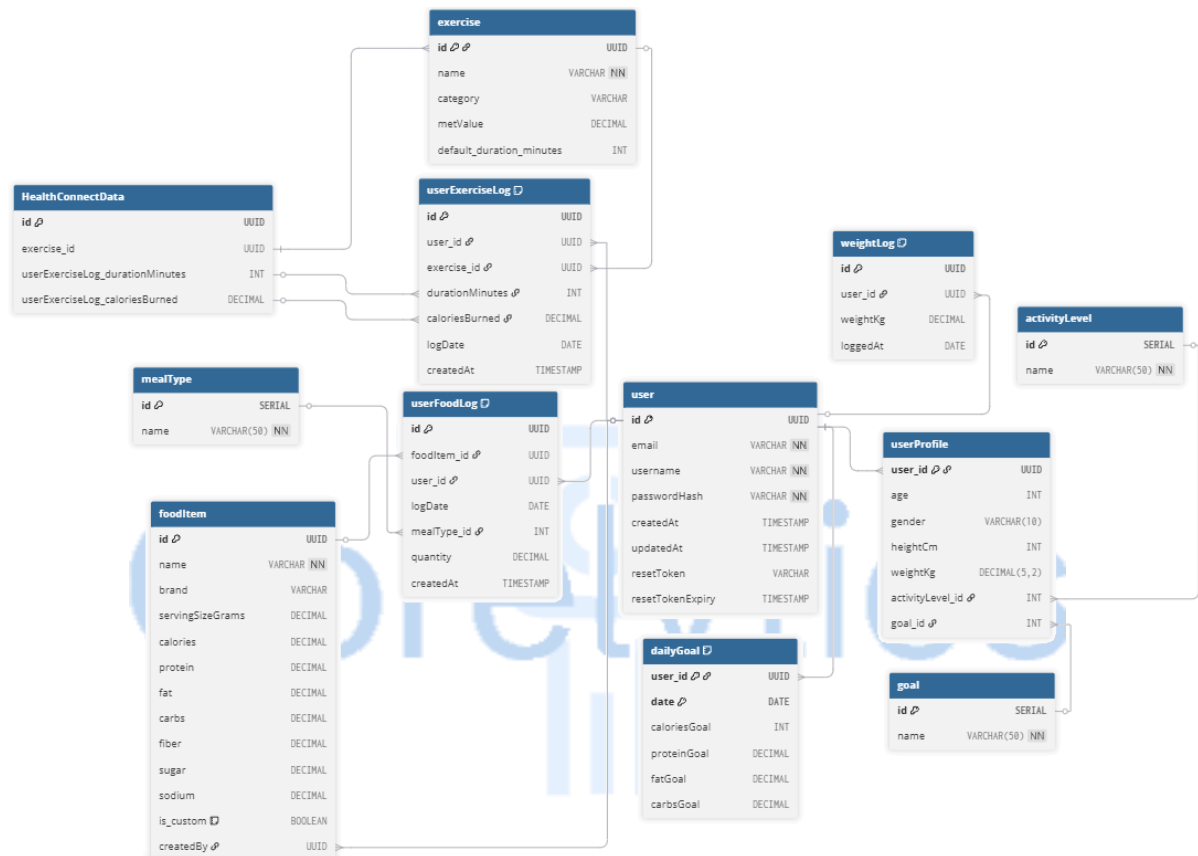 exercise
id UUID
name VARCHAR NN
category VARCHAR
metValue DECIMAL
default_duration_minutes INT
HealthConnectData
id UUID
exercise_id UUID
userExerciseLog_durationMinutes INT
userExerciseLog_caloriesBurned DECIMAL
userExerciseLog
id UUID
user_id UUID
exercise_id UUID
durationMinutes INT
caloriesBurned DECIMAL
logDate DATE
createdAt TIMESTAMP
weightLog
id UUID
user_id UUID
weightKg DECIMAL
loggedAt DATE
activityLevel
id SERIAL
name VARCHAR(50) NN
mealType
id SERIAL
name VARCHAR(50) NN
userFoodLog
id UUID
foodItem_id UUID
user_id UUID
logDate DATE
mealType_id INT
quantity DECIMAL
createdAt TIMESTAMP
user
id UUID
email VARCHAR NN
username VARCHAR NN
passwordHash VARCHAR NN
createdAt TIMESTAMP
updatedAt TIMESTAMP
resetToken VARCHAR
resetTokenExpiry TIMESTAMP
userProfile
user_id UUID
age INT
gender VARCHAR(10)
heightCm INT
weightKg DECIMAL(5,2)
activityLevel_id INT
goal_id INT
foodItem
id UUID
name VARCHAR NN
brand VARCHAR
servingSizeGrams DECIMAL
calories DECIMAL
protein DECIMAL
fat DECIMAL
carbs DECIMAL
fiber DECIMAL
sugar DECIMAL
sodium DECIMAL
is_custom BOOLEAN
createdBy UUID
dailyGoal
user_id UUID
date DATE
caloriesGoal INT
proteinGoal DECIMAL
fatGoal DECIMAL
carbsGoal DECIMAL
goal
id SERIAL
name VARCHAR(50) NN